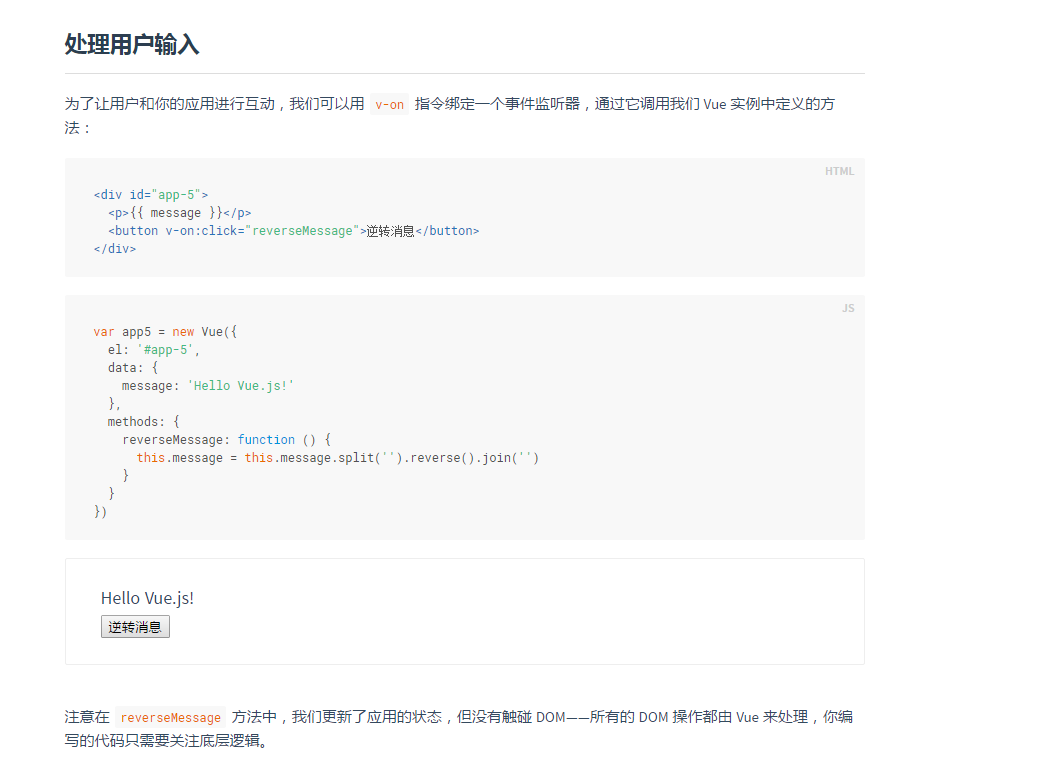 处理用户输入
为了让用户和你的应用进行互动，我们可以用 v-on 指令绑定一个事件监听器，通过它调用我们 Vue 实例中定义的方
法：
HTML
<div id="app-5">
  <p>{{ message }}</p>
  <button v-on:click="reverseMessage">逆转消息</button>
</div>
JS
var app5 = new Vue({
  el: '#app-5',
  data: {
    message: 'Hello Vue.js!'
  },
  methods: {
    reverseMessage: function () {
      this.message = this.message.split('').reverse().join('')
    }
  }
})
Hello Vue.js!
逆转消息
注意在 reverseMessage 方法中，我们更新了应用的状态，但没有触碰 DOM——所有的 DOM 操作都由 Vue 来处理，你编
写的代码只需要关注底层逻辑。